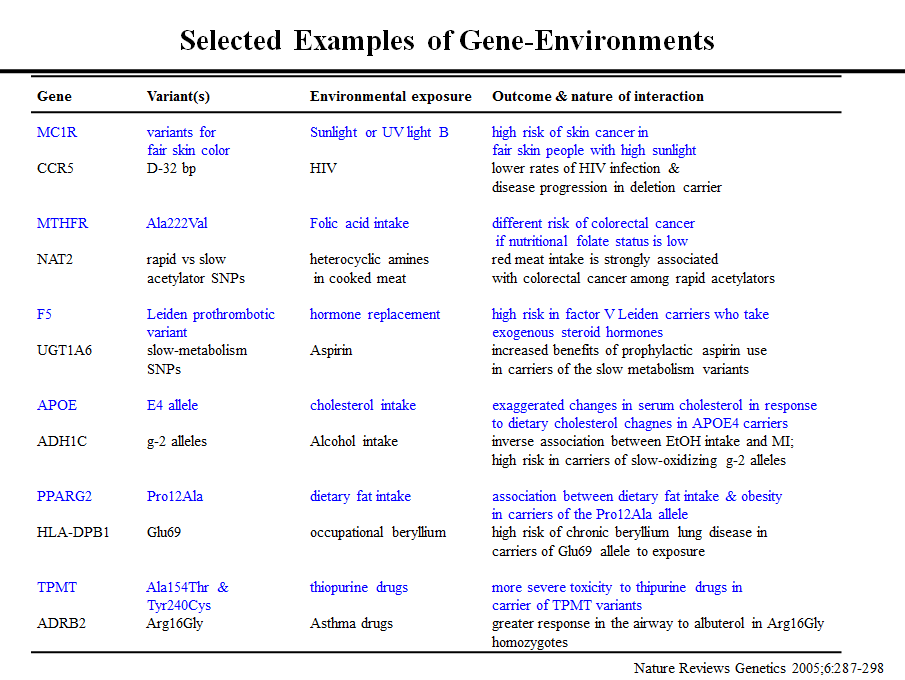 Selected Examples of Gene-Environments
Gene Variant(s) Environmental exposure Outcome & nature of interaction
MC1R variants for Sunlight or UV light B high risk of skin cancer in
fair skin color fair skin people with high sunlight
CCR5 D-32 bp HIV lower rates of HIV infection &
disease progression in deletion carrier
MTHFR Ala222Val Folic acid intake different risk of colorectal cancer
if nutritional folate status is low
NAT2 rapid vs slow heterocyclic amines red meat intake is strongly associated
acetylator SNPs in cooked meat with colorectal cancer among rapid acetylators
F5 Leiden prothrombotic hormone replacement high risk in factor V Leiden carriers who take
variant exogenous steroid hormones
UGT1A6 slow-metabolism Aspirin increased benefits of prophylactic aspirin use
SNPs in carriers of the slow metabolism variants
APOE E4 allele cholesterol intake exaggerated changes in serum cholesterol in response
to dietary cholesterol chagnes in APOE4 carriers
ADH1C g-2 alleles Alcohol intake inverse association between EtOH intake and MI;
high risk in carriers of slow-oxidizing g-2 alleles
PPARG2 Pro12Ala dietary fat intake association between dietary fat intake & obesity
in carriers of the Pro12Ala allele
HLA-DPB1 Glu69 occupational beryllium high risk of chronic beryllium lung disease in
carriers of Glu69 allele to exposure
TPMT Ala154Thr & thiopurine drugs more severe toxicity to thipurine drugs in
Tyr240Cys carrier of TPMT variants
ADRB2 Arg16Gly Asthma drugs greater response in the airway to albuterol in Arg16Gly
homozygotes
Nature Reviews Genetics 2005;6:287-298